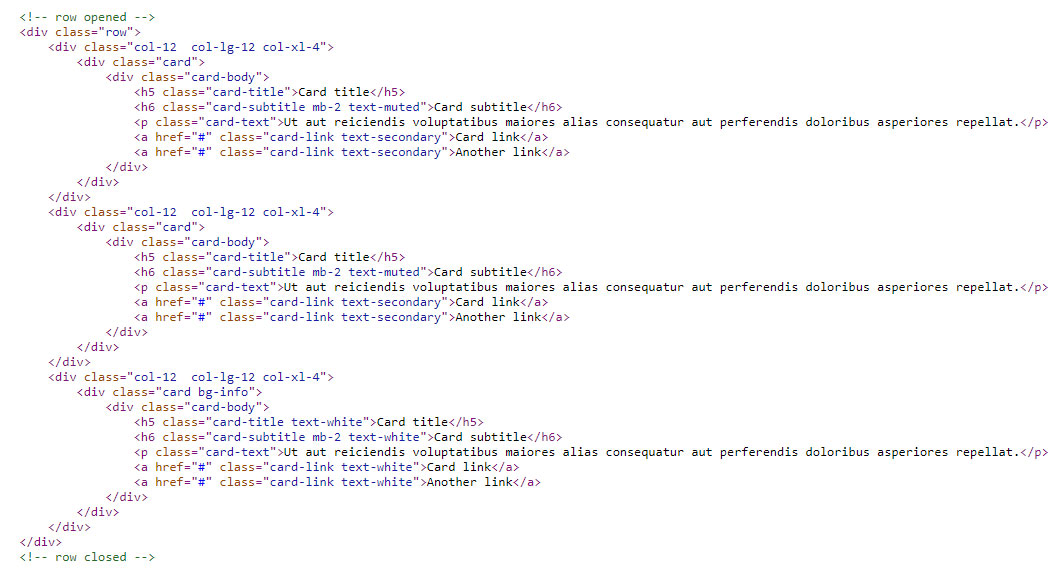 <!-- row opened -->
<div class="row">
    <div class="col-12  col-lg-12 col-xl-4">
        <div class="card">
            <div class="card-body">
                <h5 class="card-title">Card title</h5>
                <h6 class="card-subtitle mb-2 text-muted">Card subtitle</h6>
                <p class="card-text">Ut aut reiciendis voluptatibus maiores alias consequatur aut perferendis doloribus asperiores repellat.</p>
                <a href="#" class="card-link text-secondary">Card link</a>
                <a href="#" class="card-link text-secondary">Another link</a>
            </div>
        </div>
    </div>
    <div class="col-12  col-lg-12 col-xl-4">
        <div class="card">
            <div class="card-body">
                <h5 class="card-title">Card title</h5>
                <h6 class="card-subtitle mb-2 text-muted">Card subtitle</h6>
                <p class="card-text">Ut aut reiciendis voluptatibus maiores alias consequatur aut perferendis doloribus asperiores repellat.</p>
                <a href="#" class="card-link text-secondary">Card link</a>
                <a href="#" class="card-link text-secondary">Another link</a>
            </div>
        </div>
    </div>
    <div class="col-12  col-lg-12 col-xl-4">
        <div class="card bg-info">
            <div class="card-body">
                <h5 class="card-title text-white">Card title</h5>
                <h6 class="card-subtitle mb-2 text-white">Card subtitle</h6>
                <p class="card-text">Ut aut reiciendis voluptatibus maiores alias consequatur aut perferendis doloribus asperiores repellat.</p>
                <a href="#" class="card-link text-white">Card link</a>
                <a href="#" class="card-link text-white">Another link</a>
            </div>
        </div>
    </div>
</div>
<!-- row closed -->